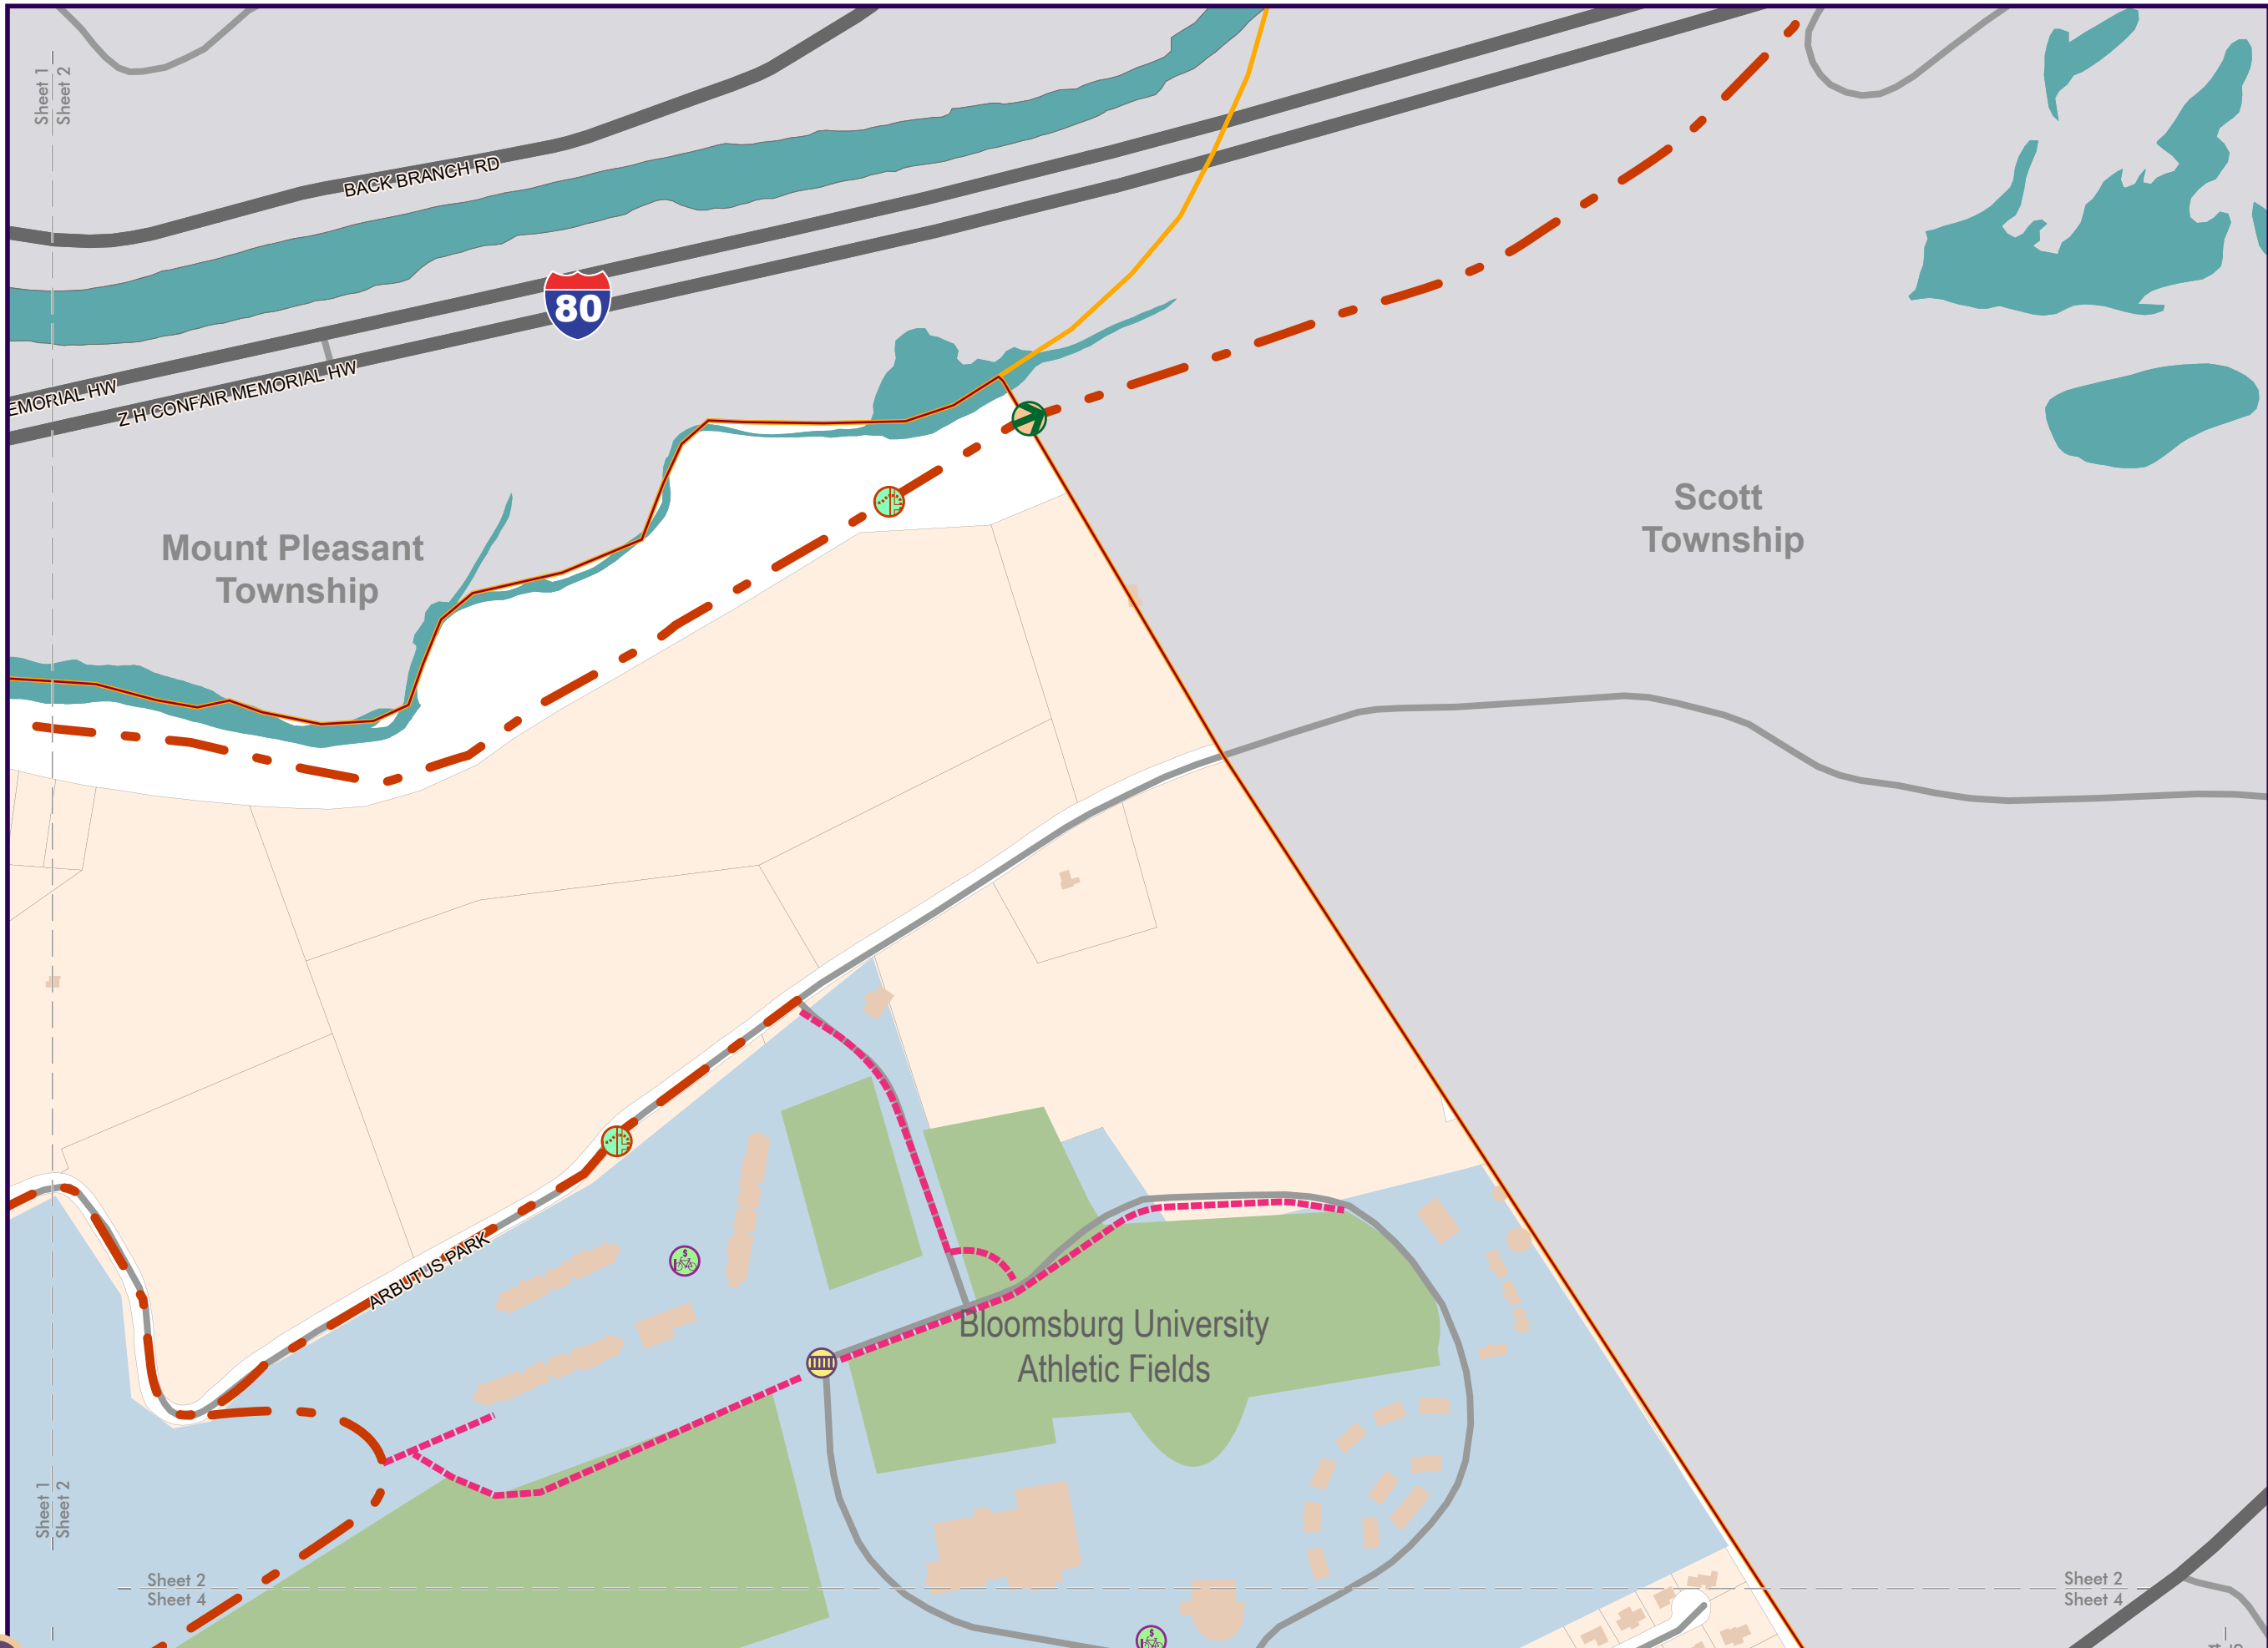 Sheet 1
Sheet 2
BACK BRANCH RD
80
EMORIAL HW
Z H CONFAIR MEMORIAL HW
Mount Pleasant
Township
Scott
Township
ARBUTUS PARK
$
Bloomsburg University
Athletic Fields
Sheet 1
Sheet 2
Sheet 2
Sheet 4
Sheet 2
Sheet 4
$